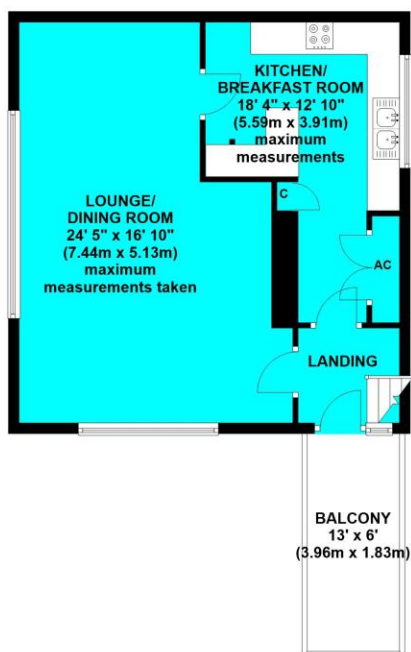 KITCHEN/
BREAKFAST ROOM
18' 4" x 12' 10"
(5.59m x 3.91m)
maximum
measurements
LOUNGE/
DINING ROOM
24' 5" x 16' 10"
(7.44m x 5.13m)
maximum
measurements taken
C
AC
LANDING
BALCONY
13' x 6'
(3.96m x 1.83m)